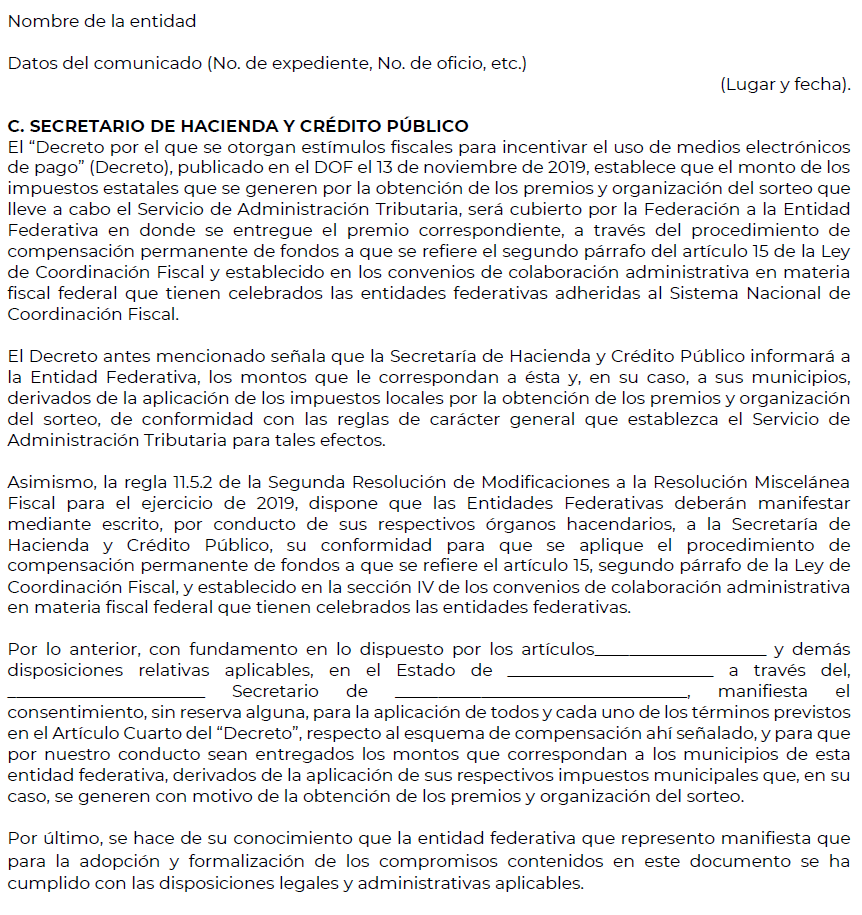 Nombre de la entidad
Datos del comunicado (No. de expediente, No. de oficio, etc.)
(Lugar y fecha).
C. SECRETARIO DE HACIENDA Y CRÉDITO PÚBLICO
El “Decreto por el que se otorgan estímulos fiscales para incentivar el uso de medios electrónicos
de pago” (Decreto), publicado en el DOF el 13 de noviembre de 2019, establece que el monto de los
impuestos estatales que se generen por la obtención de los premios y organización del sorteo que
lleve a cabo el Servicio de Administración Tributaria, será cubierto por la Federación a la Entidad
Federativa en donde se entregue el premio correspondiente, a través del procedimiento de
compensación permanente de fondos a que se refiere el segundo párrafo del artículo 15 de la Ley
de Coordinación Fiscal y establecido en los convenios de colaboración administrativa en materia
fiscal federal que tienen celebrados las entidades federativas adheridas al Sistema Nacional de
Coordinación Fiscal.
El Decreto antes mencionado señala que la Secretaría de Hacienda y Crédito Público informará a
la Entidad Federativa, los montos que le correspondan a ésta y, en su caso, a sus municipios,
derivados de la aplicación de los impuestos locales por la obtención de los premios y organización
del sorteo, de conformidad con las reglas de carácter general que establezca el Servicio de
Administración Tributaria para tales efectos.
Asimismo, la regla 11.5.2 de la Segunda Resolución de Modificaciones a la Resolución Miscelánea
Fiscal para el ejercicio de 2019, dispone que las Entidades Federativas deberán manifestar
mediante escrito, por conducto de sus respectivos órganos hacendarios, a la Secretaría de
Hacienda y Crédito Público, su conformidad para que se aplique el procedimiento de
compensación permanente de fondos a que se refiere el artículo 15, segundo párrafo de la Ley de
Coordinación Fiscal, y establecido en la sección IV de los convenios de colaboración administrativa
en materia fiscal federal que tienen celebrados las entidades federativas.
Por lo anterior, con fundamento en lo dispuesto por los artículos____________________ y demás
disposiciones relativas aplicables, en el Estado de ________________________ a través del,
_______________________ Secretario de __________________________________, manifiesta el
consentimiento, sin reserva alguna, para la aplicación de todos y cada uno de los términos previstos
en el Artículo Cuarto del “Decreto”, respecto al esquema de compensación ahí señalado, y para que
por nuestro conducto sean entregados los montos que correspondan a los municipios de esta
entidad federativa, derivados de la aplicación de sus respectivos impuestos municipales que, en su
caso, se generen con motivo de la obtención de los premios y organización del sorteo.
Por último, se hace de su conocimiento que la entidad federativa que represento manifiesta que
para la adopción y formalización de los compromisos contenidos en este documento se ha
cumplido con las disposiciones legales y administrativas aplicables.